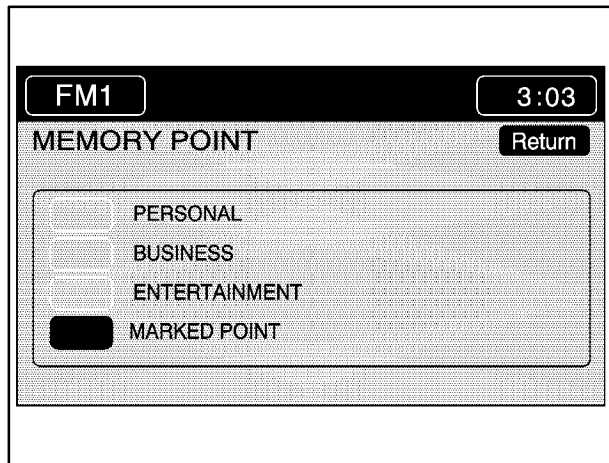 FM1 3:03
MEMORY POINT Return
PERSONAL
BUSINESS
ENTERTAINMENT
MARKED POINT